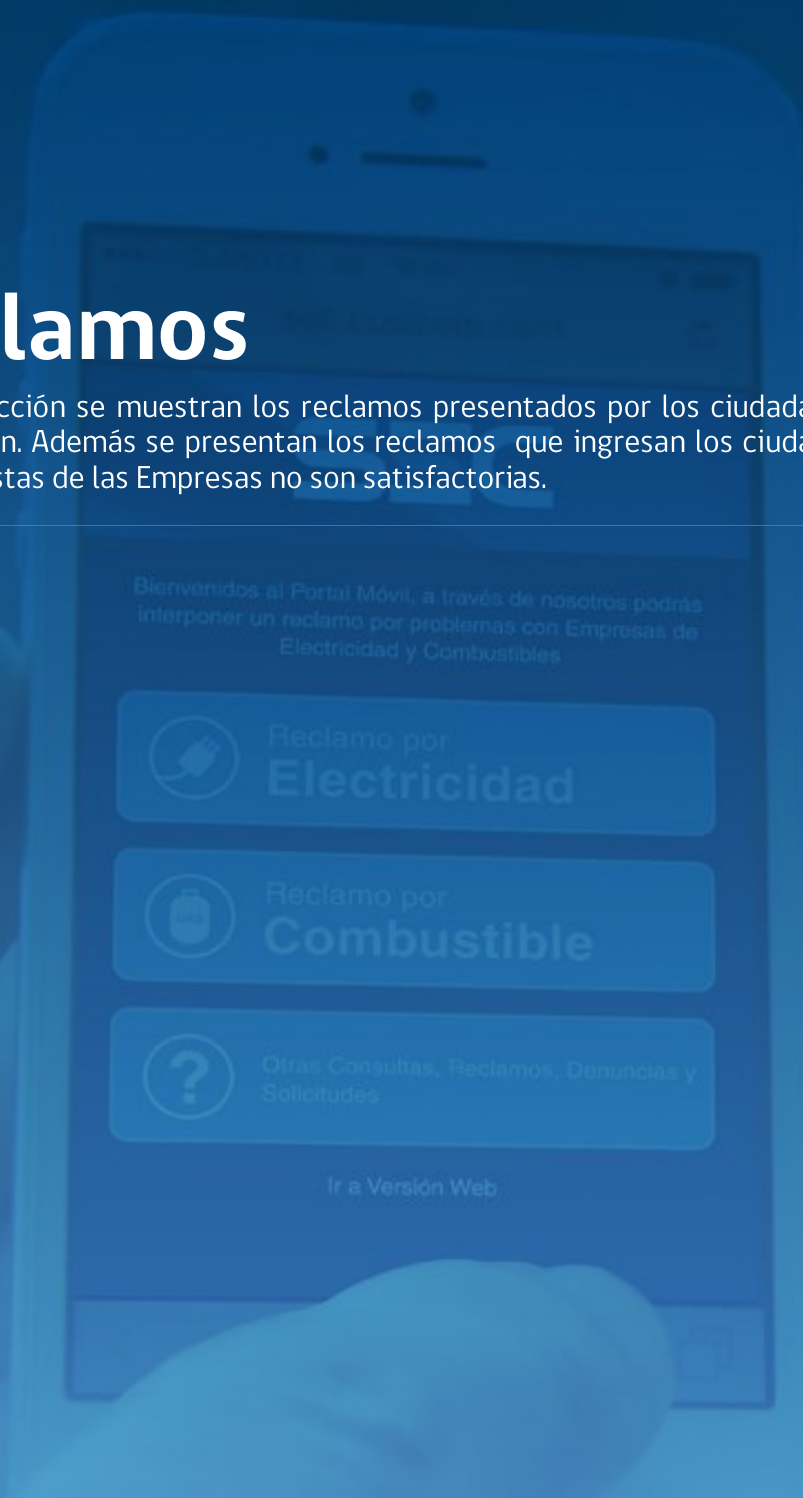 lamos
cción se muestran los reclamos presentados por los ciudada
n. Además se presentan los reclamos que ingresan los ciuda
stas de las Empresas no son satisfactorias.
SEC
Bienvenidos al Portal Móvil, a través de nosotros podrás
interponer un reclamo por problemas con Empresas de
Electricidad y Combustibles
Reclamo por
Electricidad
Reclamo por
Combustible
Otras Consultas, Reclamos, Denuncias y
Solicitudes
Ir a Versión Web